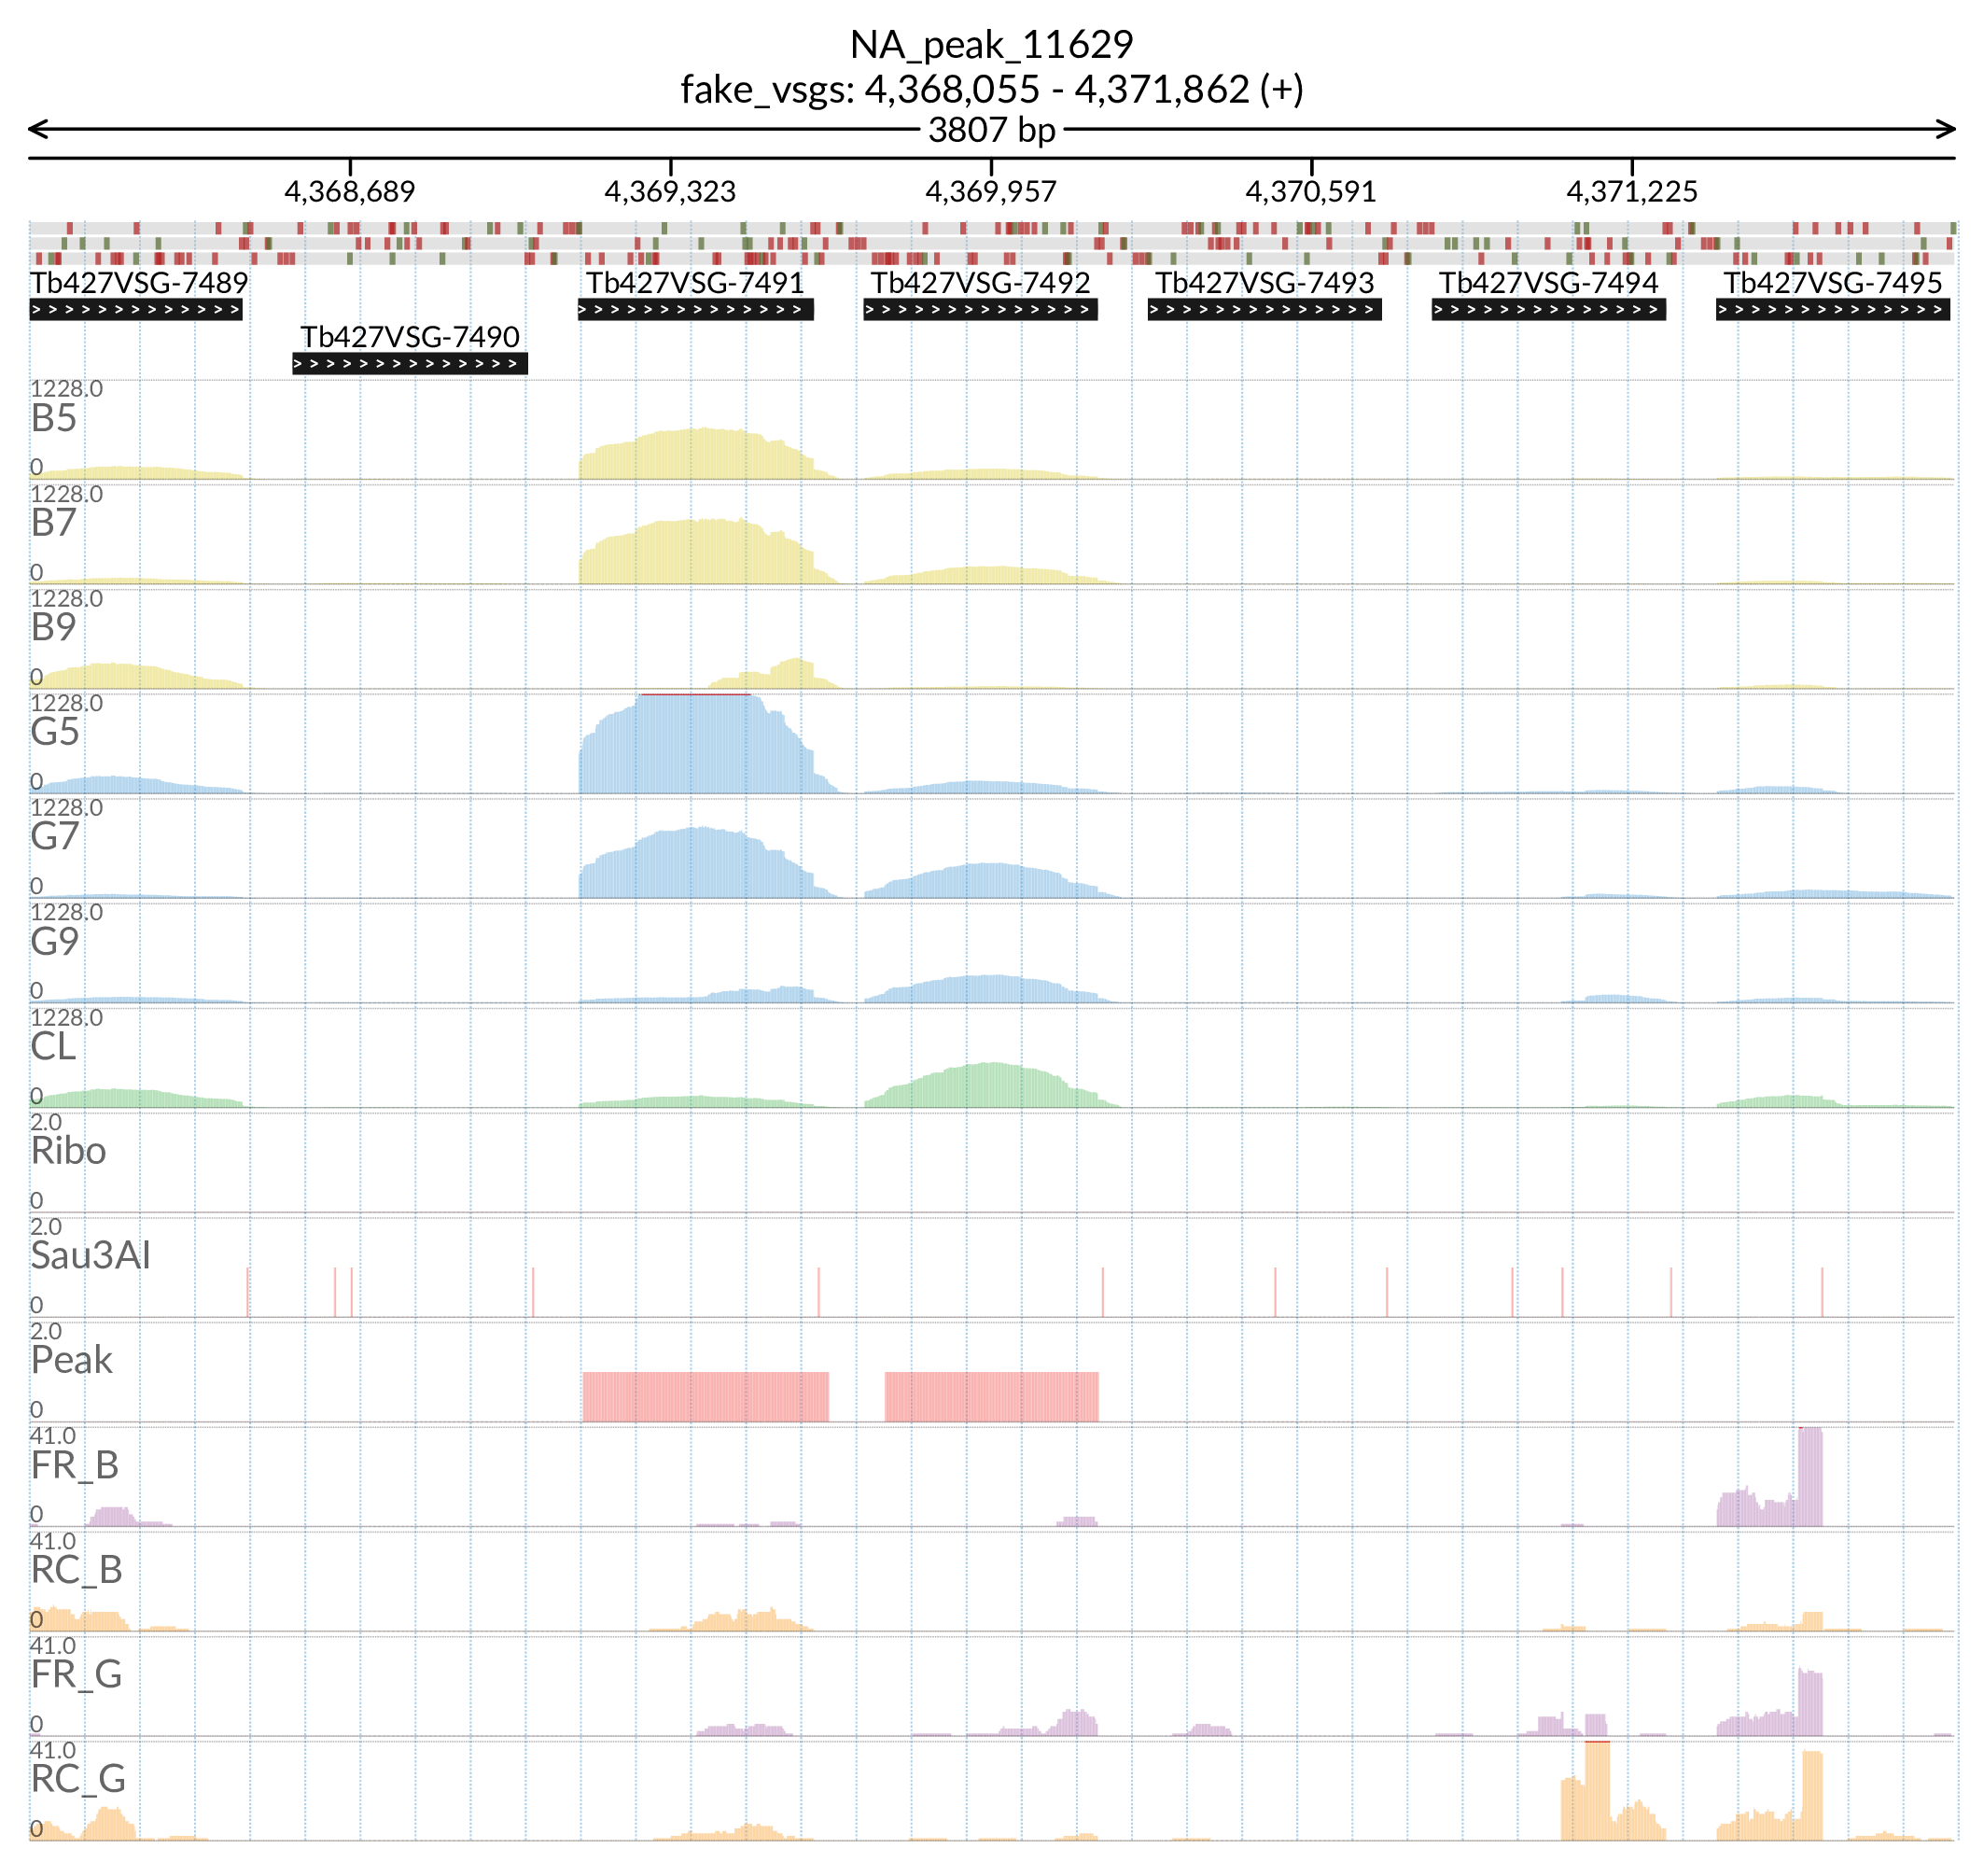 NA_peak_11629
fake_vsgs: 4,368,055 - 4,371,862 (+)
3807 bp
4,368,689 4,369,323 4,369,957 4,370,591 4,371,225
Tb427VSG-7489 Tb427VSG-7491 Tb427VSG-7492 Tb427VSG-7493 Tb427VSG-7494 Tb427VSG-7495
Tb427VSG-7490
1228.0
B5
0
1228.0
B7
0
1228.0
B9
0
1228.0
G5
0
1228.0
G7
0
1228.0
G9
0
1228.0
CL
0
2.0
Ribo
0
2.0
Sau3AI
0
2.0
Peak
0
41.0
FR_B
0
41.0
RC_B
0
41.0
FR_G
0
41.0
RC_G
0